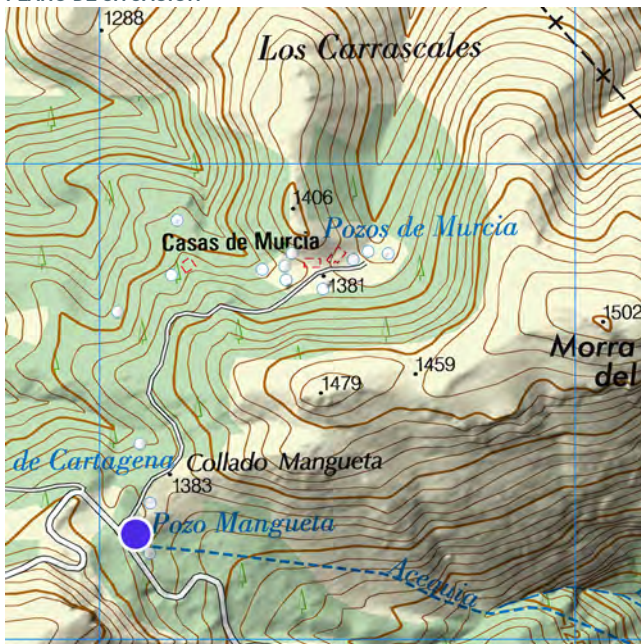 1288
Los Carrascales
1406
Pozos de Murcia
Casas de Murcia
1381
1502
Morra
del
1459
1479
de Cartagena
Collado Mangueta
1383
Pozo Mangueta
Acequia